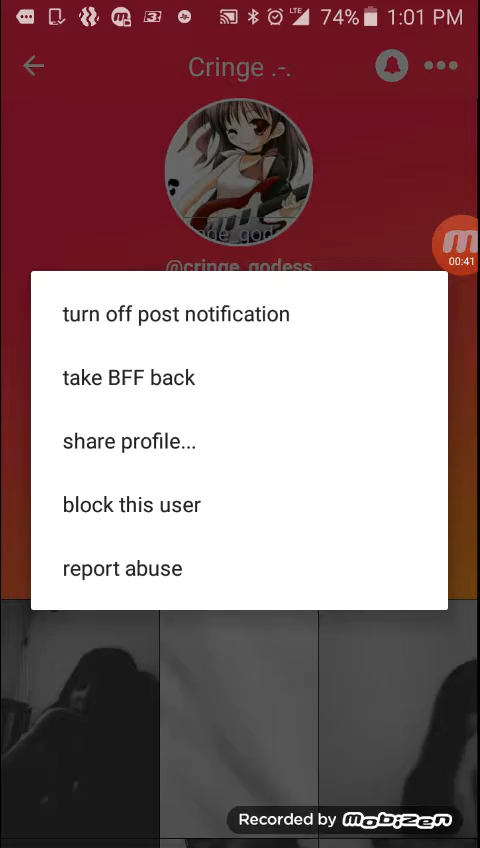 LTE 74% 1:01 PM
Cringe .-.
@cringe_godess
00:41
turn off post notification
take BFF back
share profile...
block this user
report abuse
Recorded by Mobizen